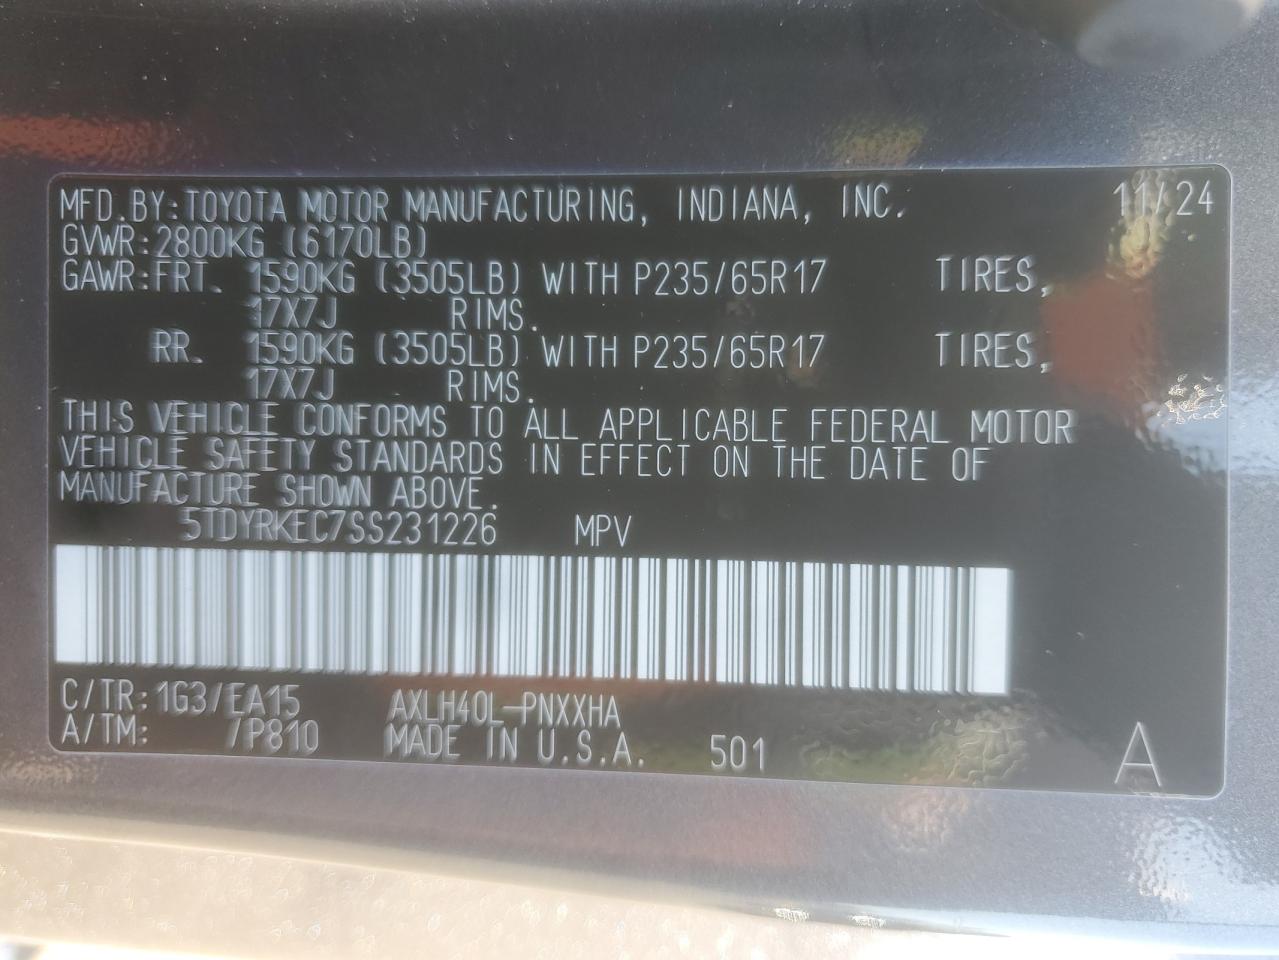 MFD.BY:TOYOTA MOTOR MANUFACTURING, INDIANA, INC. 11/24
GVWR:2800KG (6170LB)
GAWR:FRT. 1590KG (3505LB) WITH P235/65R17 TIRES,
17X7J RIMS.
RR. 1590KG (3505LB) WITH P235/65R17 TIRES,
17X7J RIMS.
THIS VEHICLE CONFORMS TO ALL APPLICABLE FEDERAL MOTOR
VEHICLE SAFETY STANDARDS IN EFFECT ON THE DATE OF
MANUFACTURE SHOWN ABOVE.
5TDYRKEC7SS231226 MPV
C/TR:1G3/EA15 AXLH40L-PNXXHA
A/TM: /P810 MADE IN U.S.A. 501 A